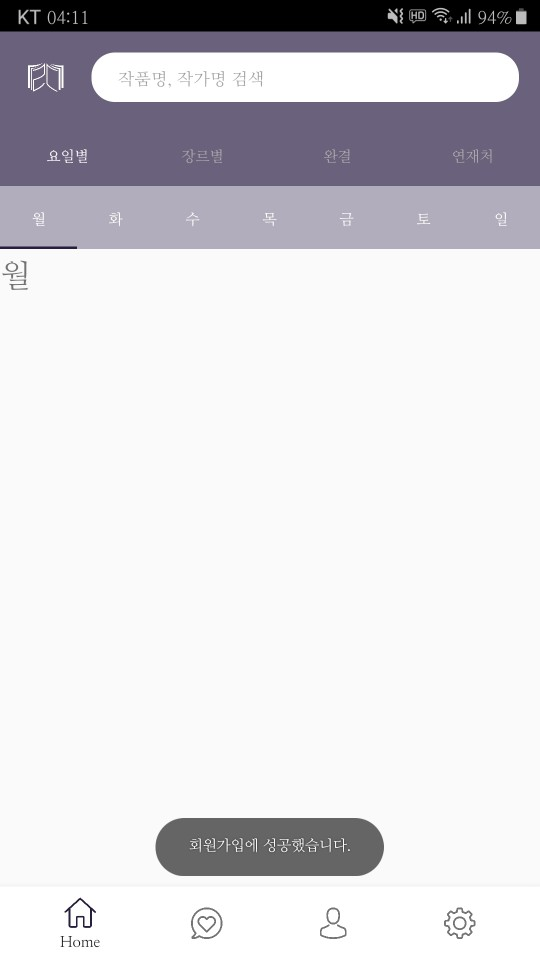 KT 04:11 HD 94%
작품명, 작가명 검색
요일별 장르별 완결 연재처
월 화 수 목 금 토 일
월
회원가입에 성공했습니다.
Home